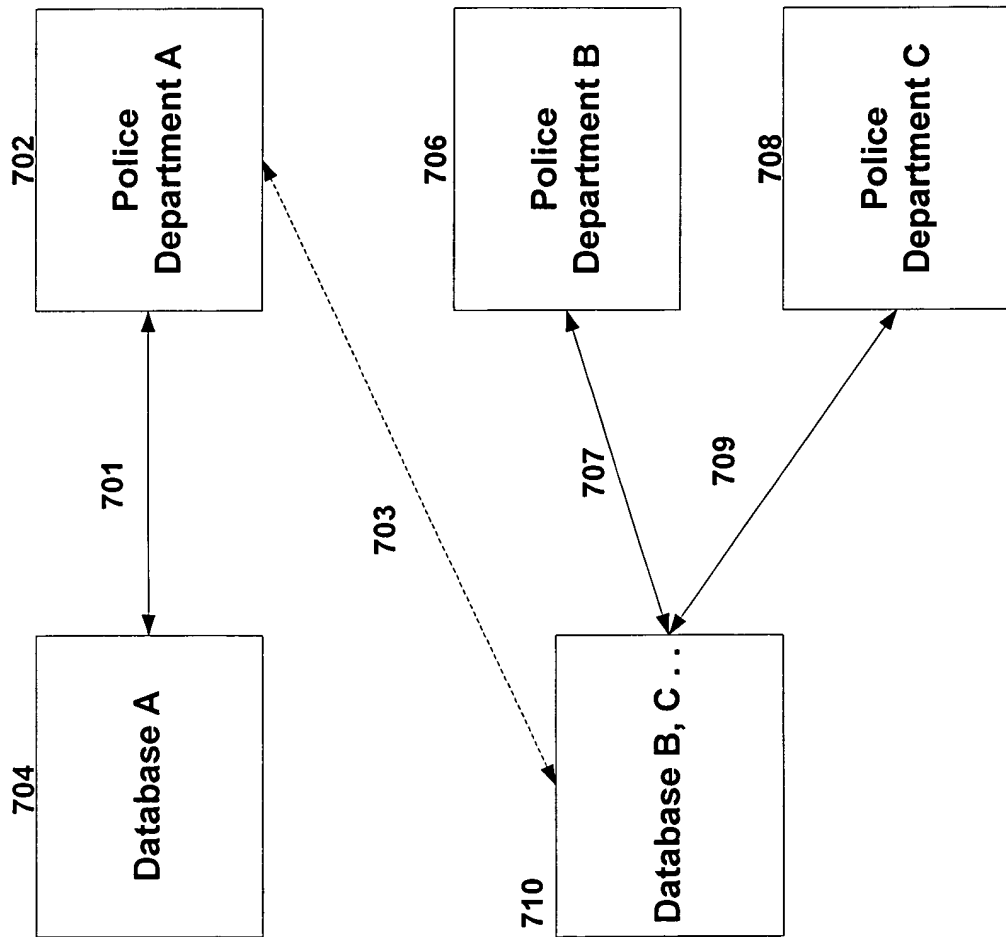 702
Police
Department A
706
Police
Department B
708
Police
Department C
701
703
707
709
704
Database A
710
Database B, C . .